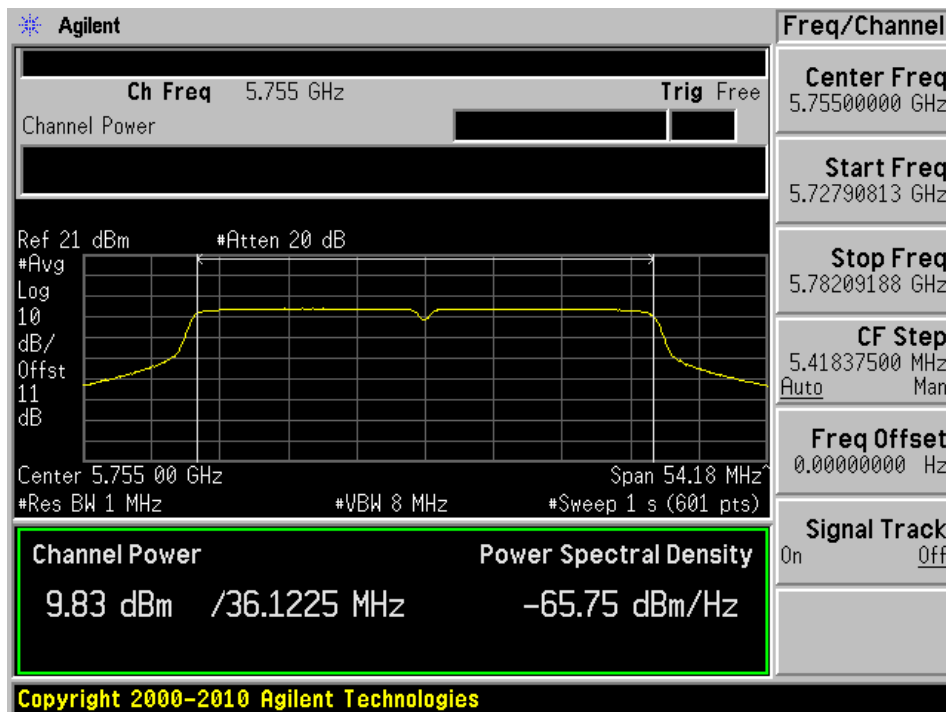 Agilent
Freq/Channel
Ch Freq 5.755 GHz Trig Free
Channel Power
Center Freq
5.75500000 GHz
Start Freq
5.72790813 GHz
Stop Freq
5.78209188 GHz
CF Step
5.41837500 MHz
Auto Man
Freq Offset
0.00000000 Hz
Signal Track
On Off
Ref 21 dBm #Atten 20 dB
#Avg
Log
10
dB/
Offst
11
dB
Center 5.755 00 GHz Span 54.18 MHz^
#Res BW 1 MHz #VBW 8 MHz #Sweep 1 s (601 pts)
Channel Power Power Spectral Density
9.83 dBm /36.1225 MHz -65.75 dBm/Hz
Copyright 2000-2010 Agilent Technologies